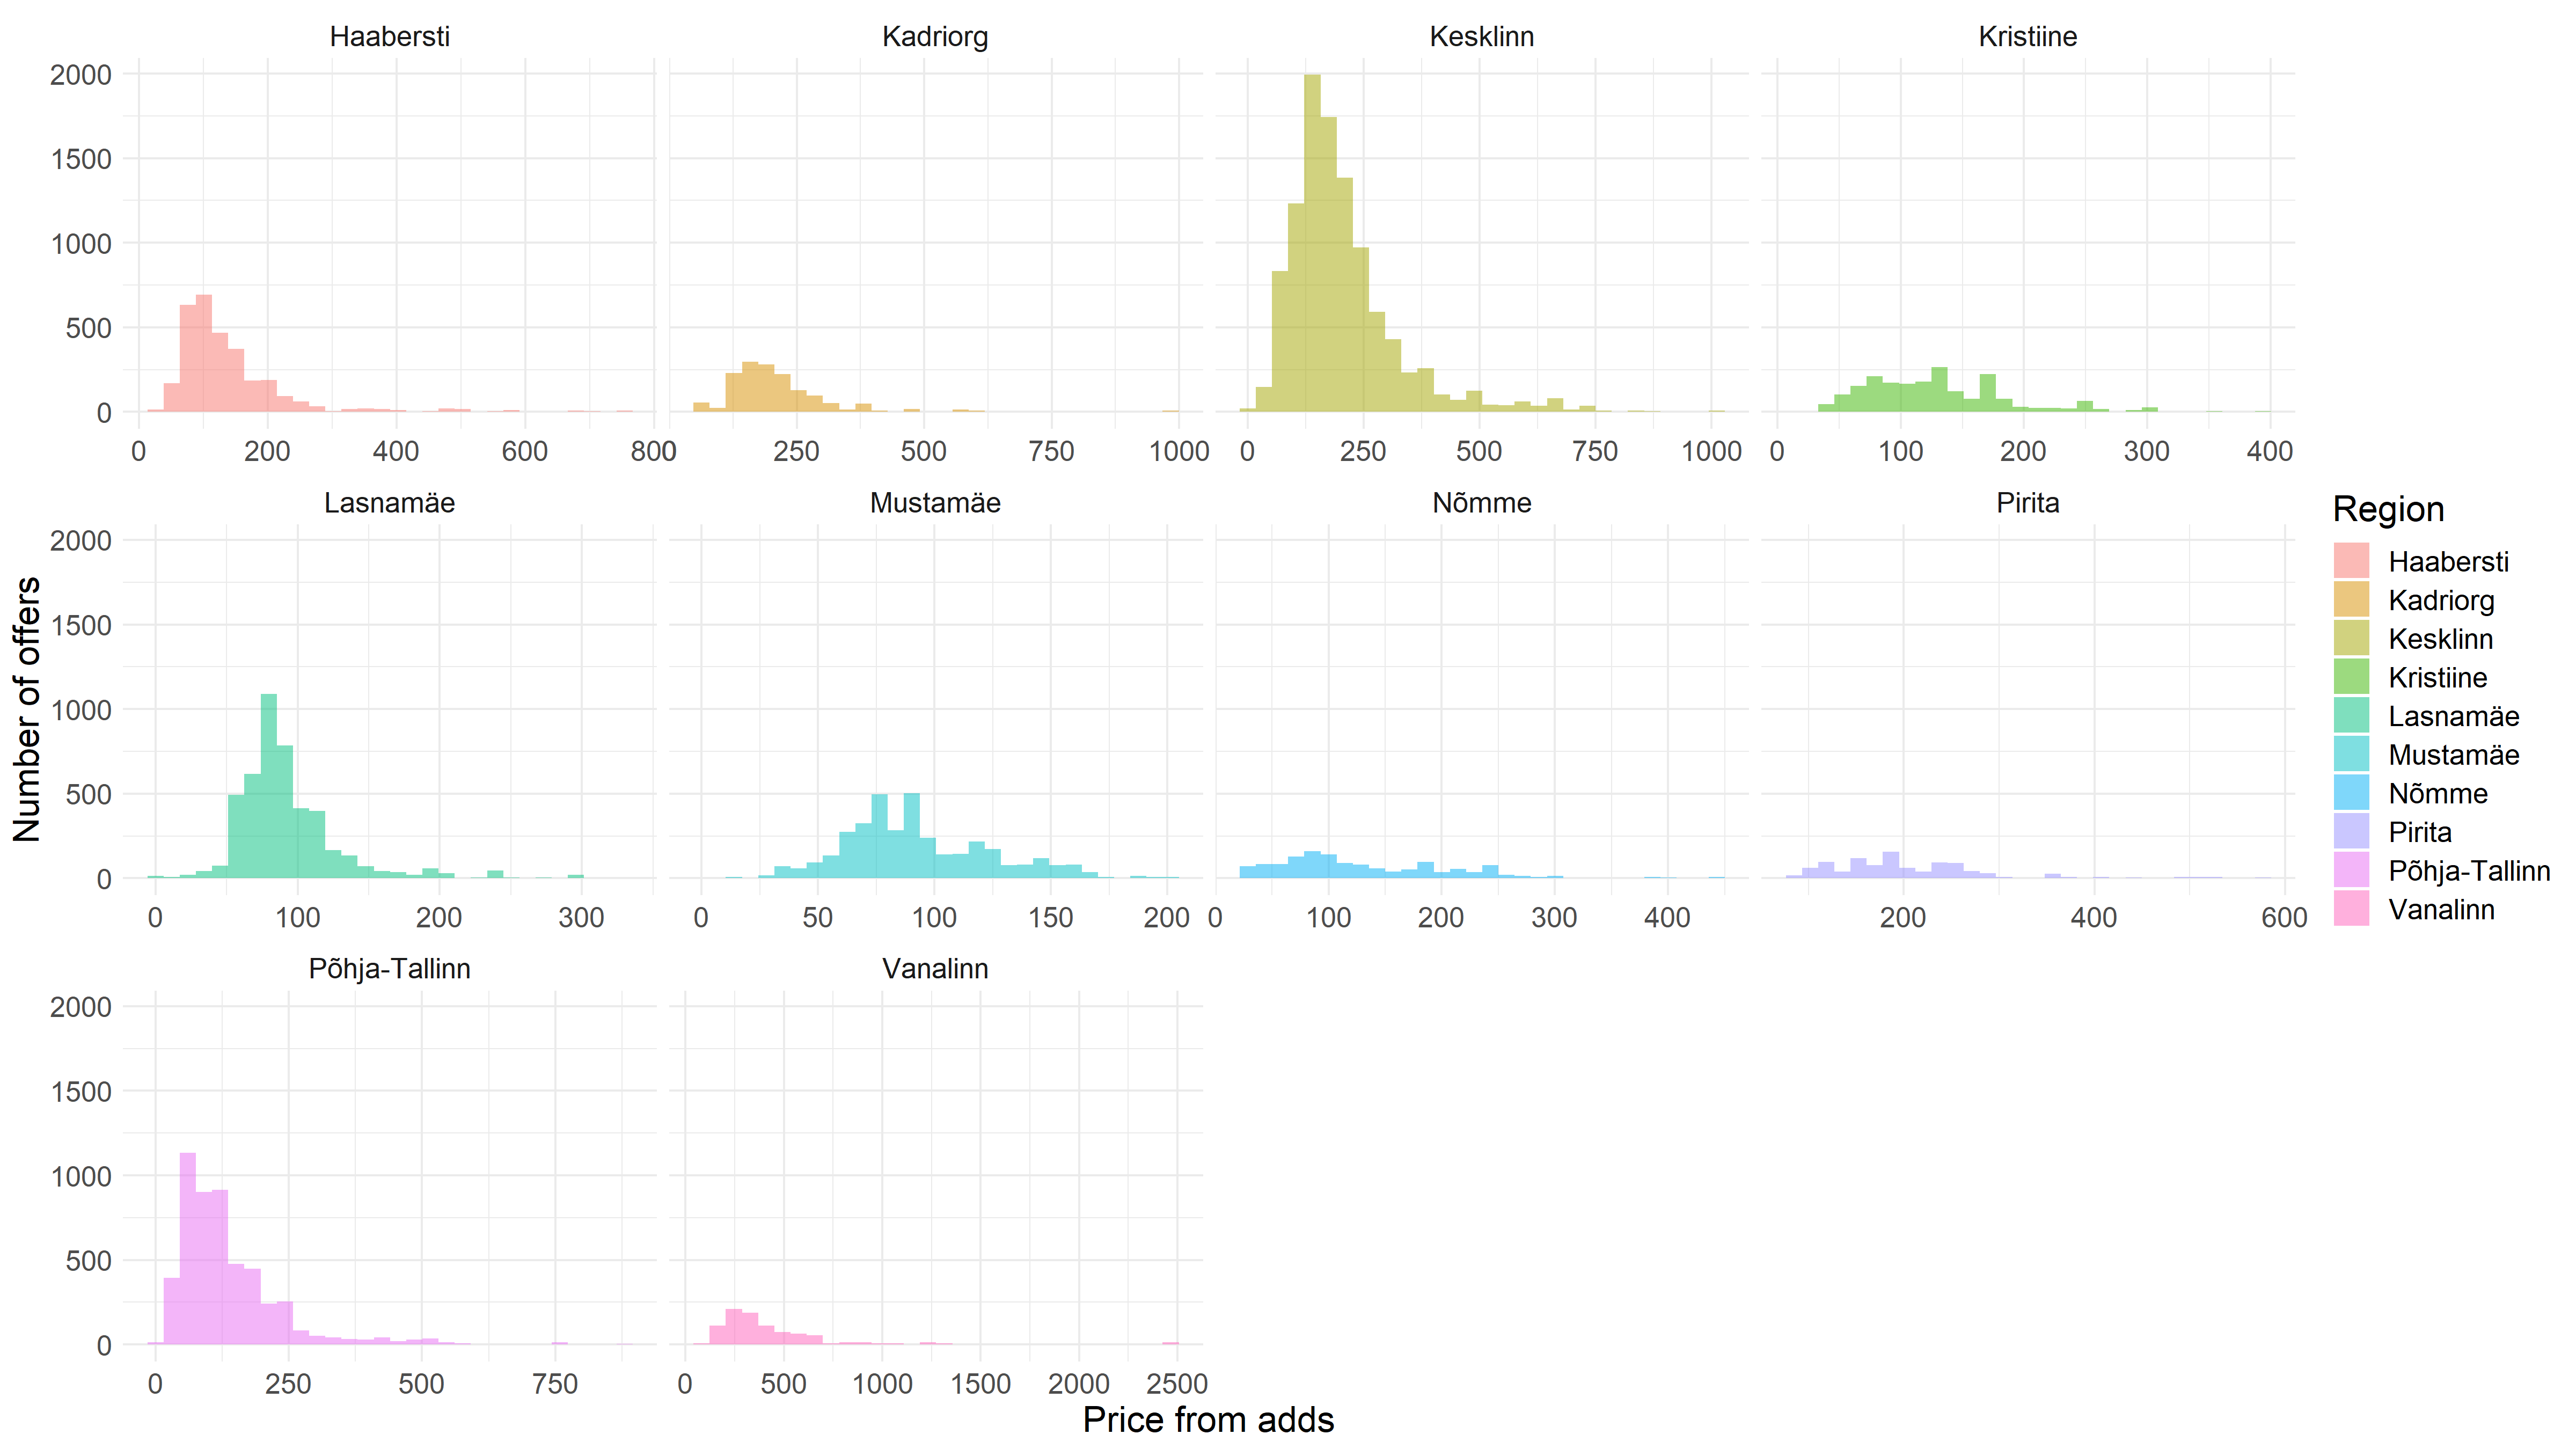 Haabersti Kadriorg Kesklinn Kristiine
2000
1500
1000
500
0
0 200 400 600 800 250 500 750 1000 0 250 500 750 1000 0 100 200 300 400
Lasnamäe Mustamäe Nõmme Pirita
2000
1500
1000
500
0
0 100 200 300 0 50 100 150 200 0 100 200 300 400 200 400 600
Põhja-Tallinn Vanalinn
2000
1500
1000
500
0
0 250 500 750 0 500 1000 1500 2000 2500
Price from adds
Number of offers
Region
Haabersti
Kadriorg
Kesklinn
Kristiine
Lasnamäe
Mustamäe
Nõmme
Pirita
Põhja-Tallinn
Vanalinn